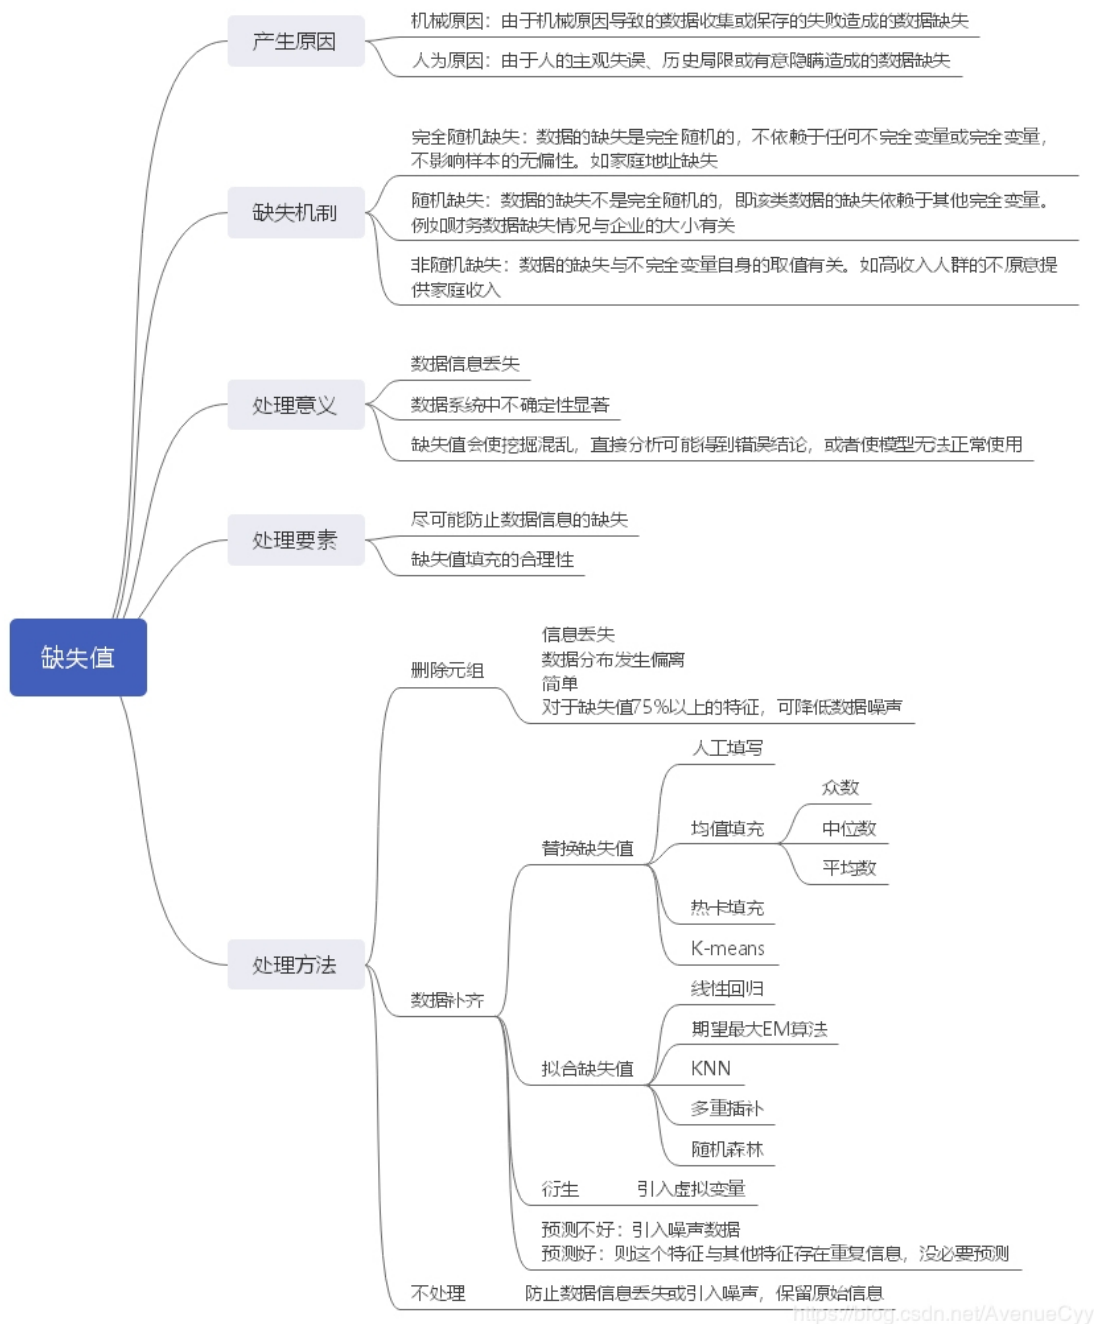 产生原因
机械原因：由于机械原因导致的数据收集或保存的失败造成的数据缺失
人为原因：由于人的主观失误、历史局限或有意隐瞒造成的数据缺失
缺失机制
完全随机缺失：数据的缺失是完全随机的，不依赖于任何不完全变量或完全变量，
不影响样本的无偏性。如家庭地址缺失
随机缺失：数据的缺失不是完全随机的，即该类数据的缺失依赖于其他完全变量。
例如财务数据缺失情况与企业的大小有关
非随机缺失：数据的缺失与不完全变量自身的取值有关。如高收入人群的不原意提
供家庭收入
处理意义
数据信息丢失
数据系统中不确定性显著
缺失值会使挖掘混乱，直接分析可能得到错误结论，或者使模型无法正常使用
处理要素
尽可能防止数据信息的缺失
缺失值填充的合理性
缺失值
处理方法
删除元组
信息丢失
数据分布发生偏离
简单
对于缺失值75%以上的特征，可降低数据噪声
数据补齐
替换缺失值
人工填写
均值填充
众数
中位数
平均数
热卡填充
K-means
拟合缺失值
线性回归
期望最大EM算法
KNN
多重插补
随机森林
衍生 引入虚拟变量
预测不好：引入噪声数据
预测好：则这个特征与其他特征存在重复信息，没必要预测
不处理 防止数据信息丢失或引入噪声，保留原始信息
https://blog.csdn.net/AvenueCyy